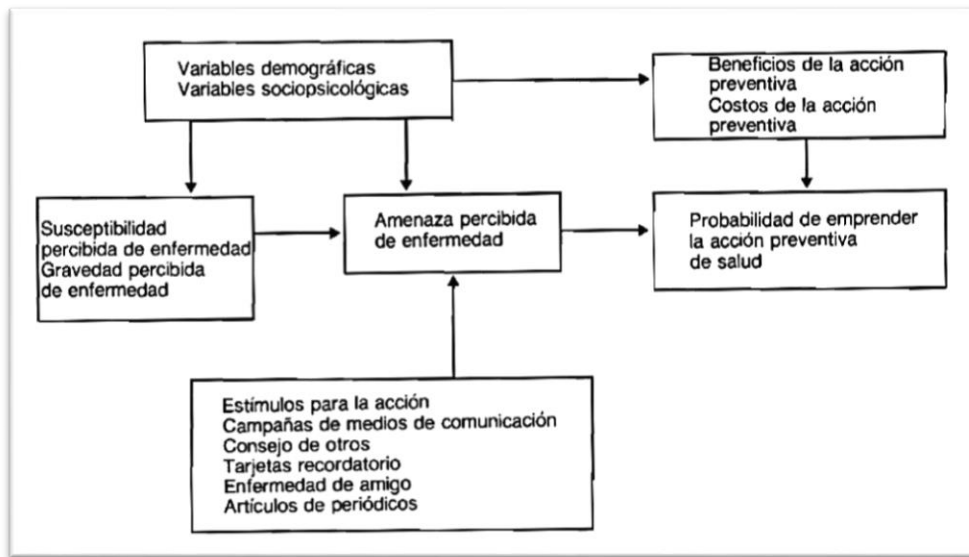 Variables demográficas
Variables sociopsicológicas
Beneficios de la acción
preventiva
Costos de la acción
preventiva
Susceptibilidad
percibida de enfermedad
Gravedad percibida
de enfermedad
Amenaza percibida
de enfermedad
Probabilidad de emprender
la acción preventiva
de salud
Estímulos para la acción
Campañas de medios de comunicación
Consejo de otros
Tarjetas recordatorio
Enfermedad de amigo
Artículos de periódicos